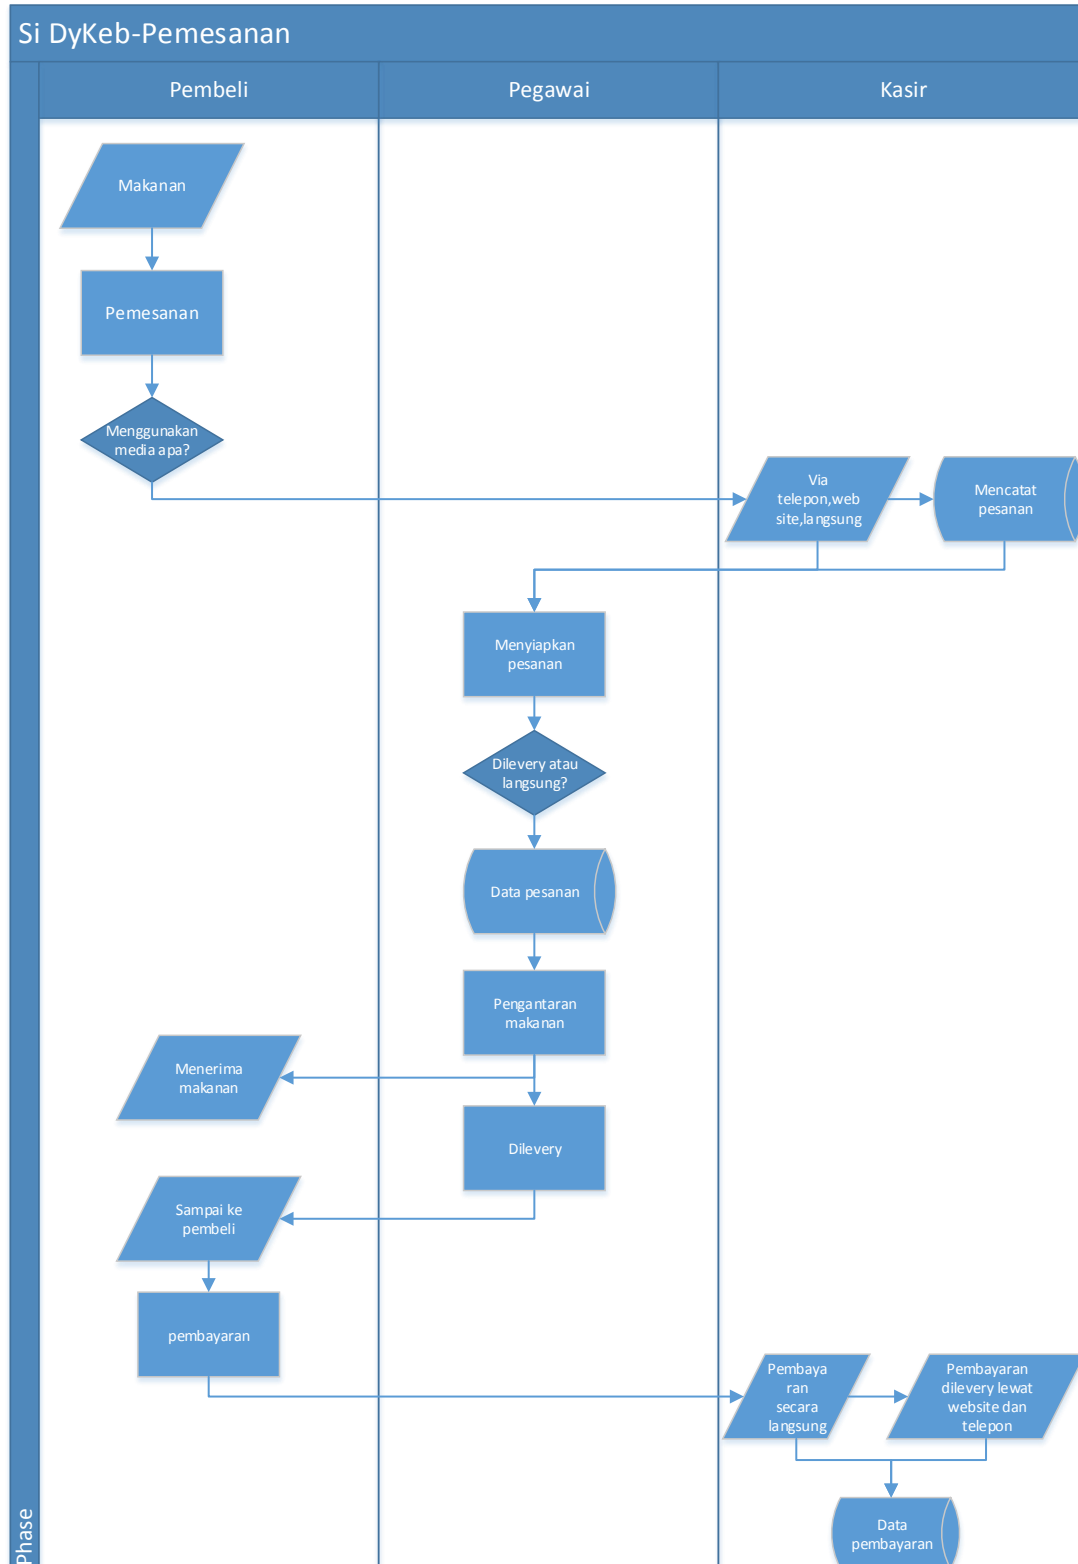 Si DyKeb-Pemesanan
Pembeli
Pegawai
Kasir
Makanan
Pemesanan
Menggunakan
media apa?
Via
telepon,web
site,langsung
Mencatat
pesanan
Menyiapkan
pesanan
Dilevery atau
langsung?
Data pesanan
Pengantaran
makanan
Menerima
makanan
Dilevery
Sampai ke
pembeli
pembayaran
Pembaya
ran
secara
langsung
Pembayaran
dilevery lewat
website dan
telepon
Data
pembayaran
Phase